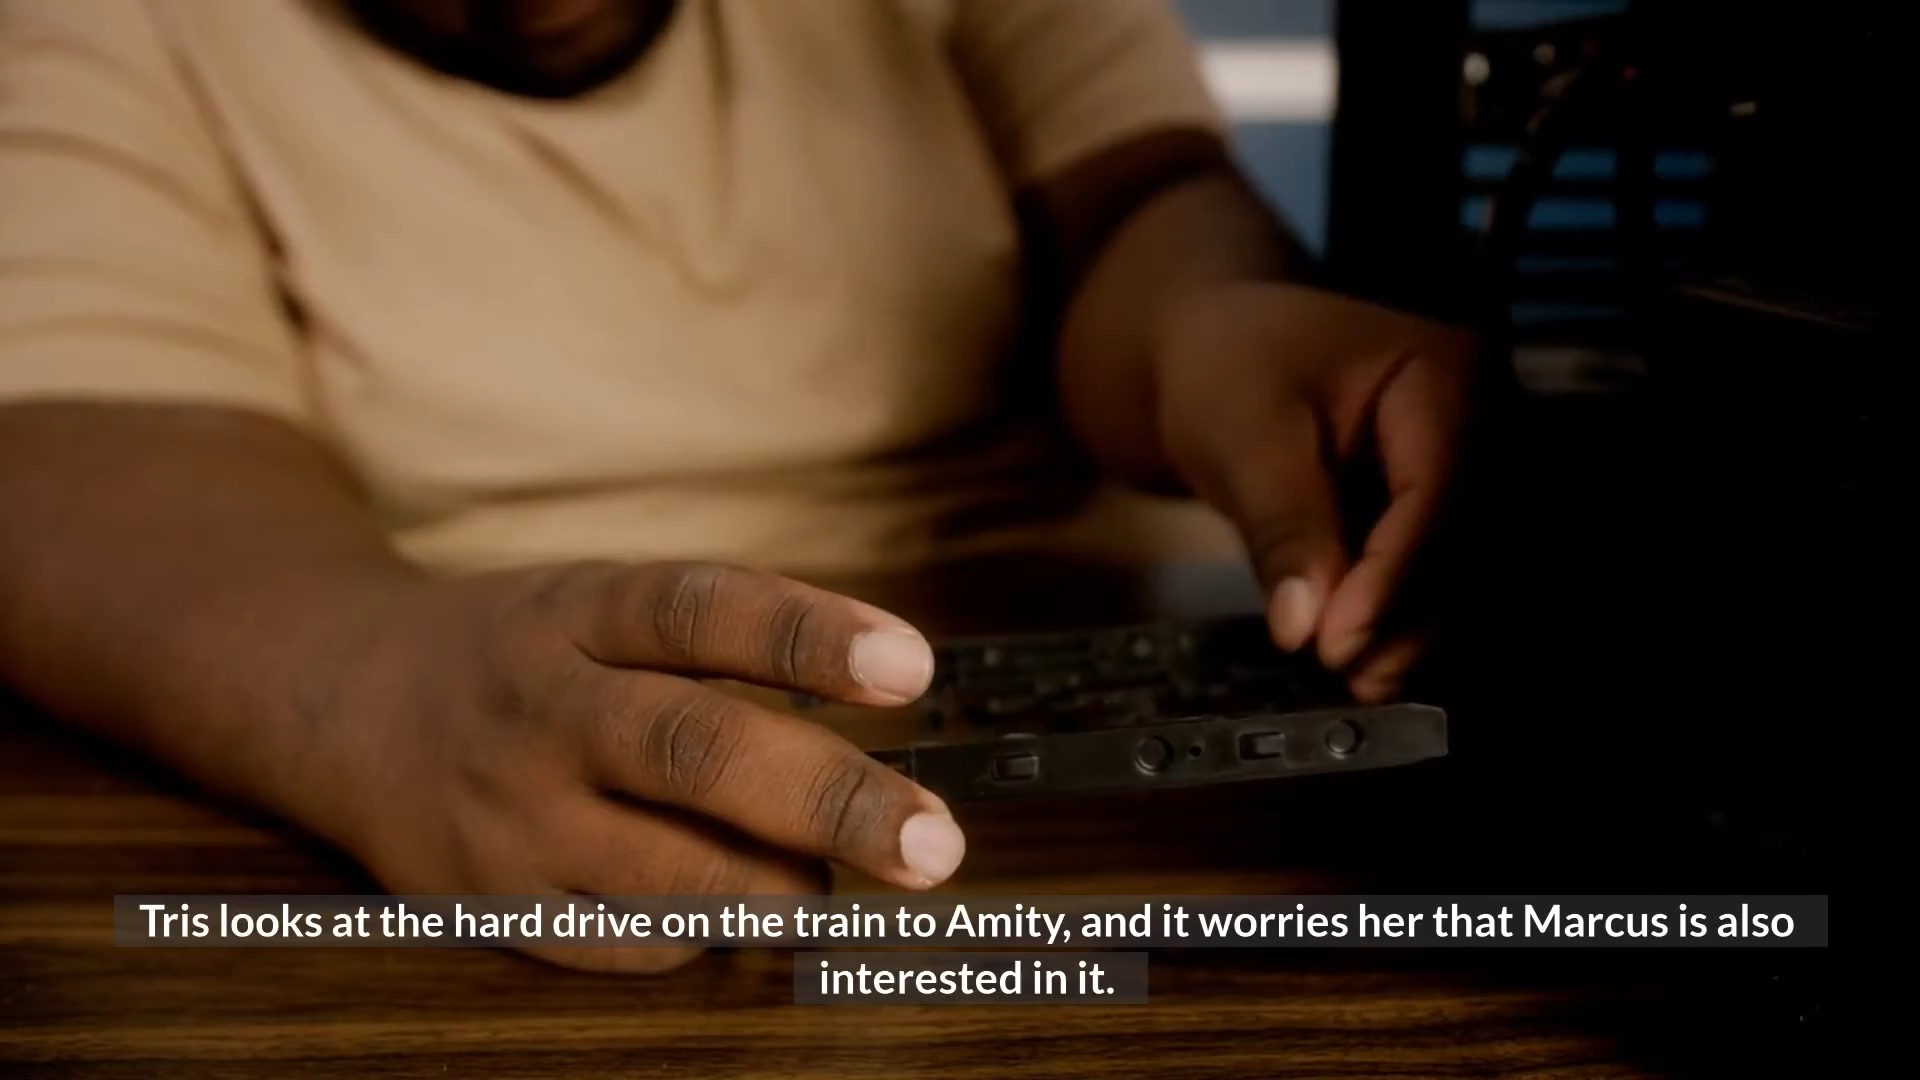 Tris looks at the hard drive on the train to Amity, and it worries her that Marcus is also
interested in it.